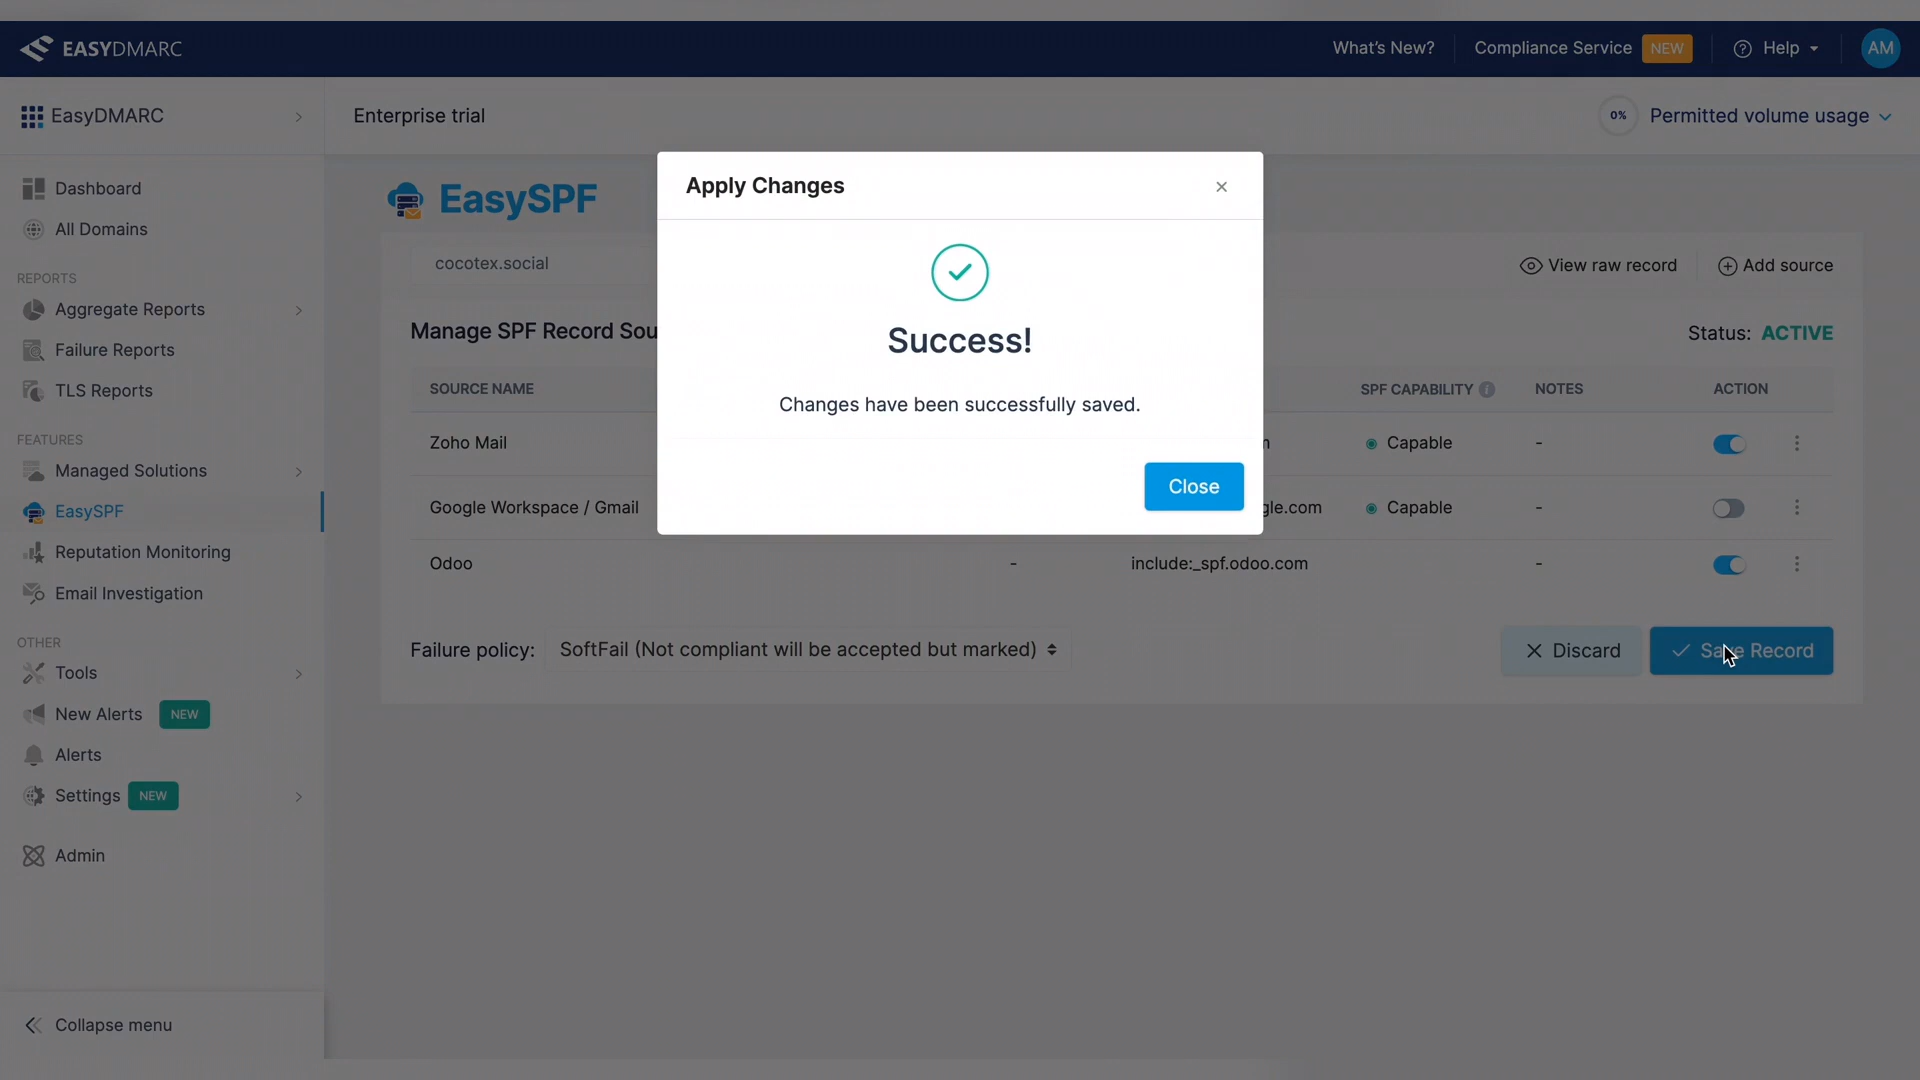 EASYDMARC
What's New?
Compliance Service NEW
Help
AM
EasyDMARC
Enterprise trial
0%
Permitted volume usage
Dashboard
All Domains
REPORTS
Aggregate Reports
Failure Reports
TLS Reports
FEATURES
Managed Solutions
EasySPF
Reputation Monitoring
Email Investigation
OTHER
Tools
New Alerts NEW
Alerts
Settings NEW
Admin
Collapse menu
EasySPF
cocotex.social
View raw record
Add source
Manage SPF Record Sou
Status: ACTIVE
SOURCE NAME
SPF CAPABILITY
NOTES
ACTION
Zoho Mail
Capable
-
Google Workspace / Gmail
gle.com
Capable
-
Odoo
-
include:_spf.odoo.com
-
Failure policy:
SoftFail (Not compliant will be accepted but marked)
Discard
Save Record
Apply Changes
Success!
Changes have been successfully saved.
Close